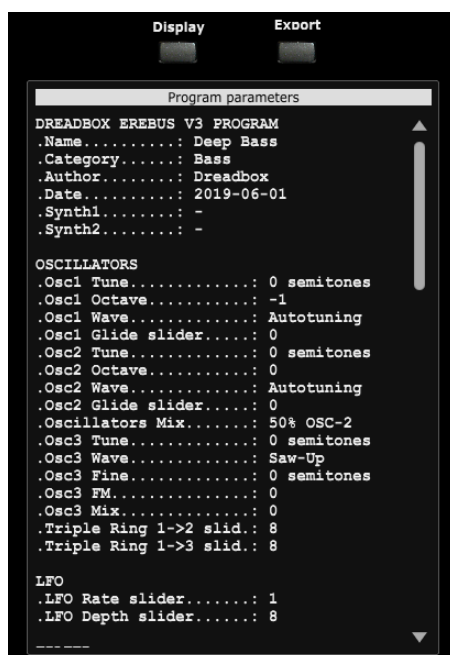 Display Export
Program parameters
DREADBOX EREBUS V3 PROGRAM
.Name..........: Deep Bass
.Category......: Bass
.Author........: Dreadbox
.Date..........: 2019-06-01
.Synth1........: -
.Synth2........: -
OSCILLATORS
.Osc1 Tune.............: 0 semitones
.Osc1 Octave...........: -1
.Osc1 Wave.............: Autotuning
.Osc1 Glide slider.....: 0
.Osc2 Tune.............: 0 semitones
.Osc2 Octave...........: 0
.Osc2 Wave.............: Autotuning
.Osc2 Glide slider.....: 0
.Oscillators Mix.......: 50% OSC-2
.Osc3 Tune.............: 0 semitones
.Osc3 Wave.............: Saw-Up
.Osc3 Fine.............: 0 semitones
.Osc3 FM...............: 0
.Osc3 Mix..............: 0
.Triple Ring 1->2 slid.: 8
.Triple Ring 1->3 slid.: 8
LFO
.LFO Rate slider.......: 1
.LFO Depth slider......: 8